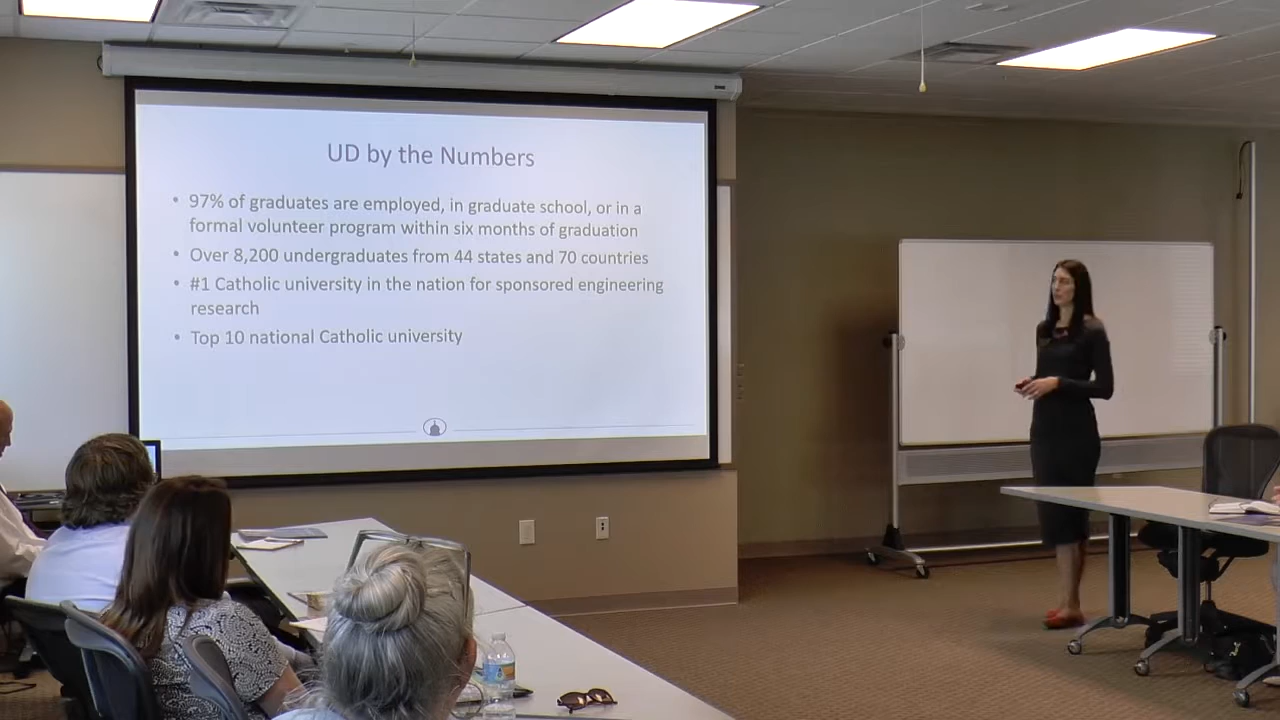 UD by the Numbers
• 97% of graduates are employed, in graduate school, or in a
formal volunteer program within six months of graduation
• Over 8,200 undergraduates from 44 states and 70 countries
• #1 Catholic university in the nation for sponsored engineering
research
• Top 10 national Catholic university